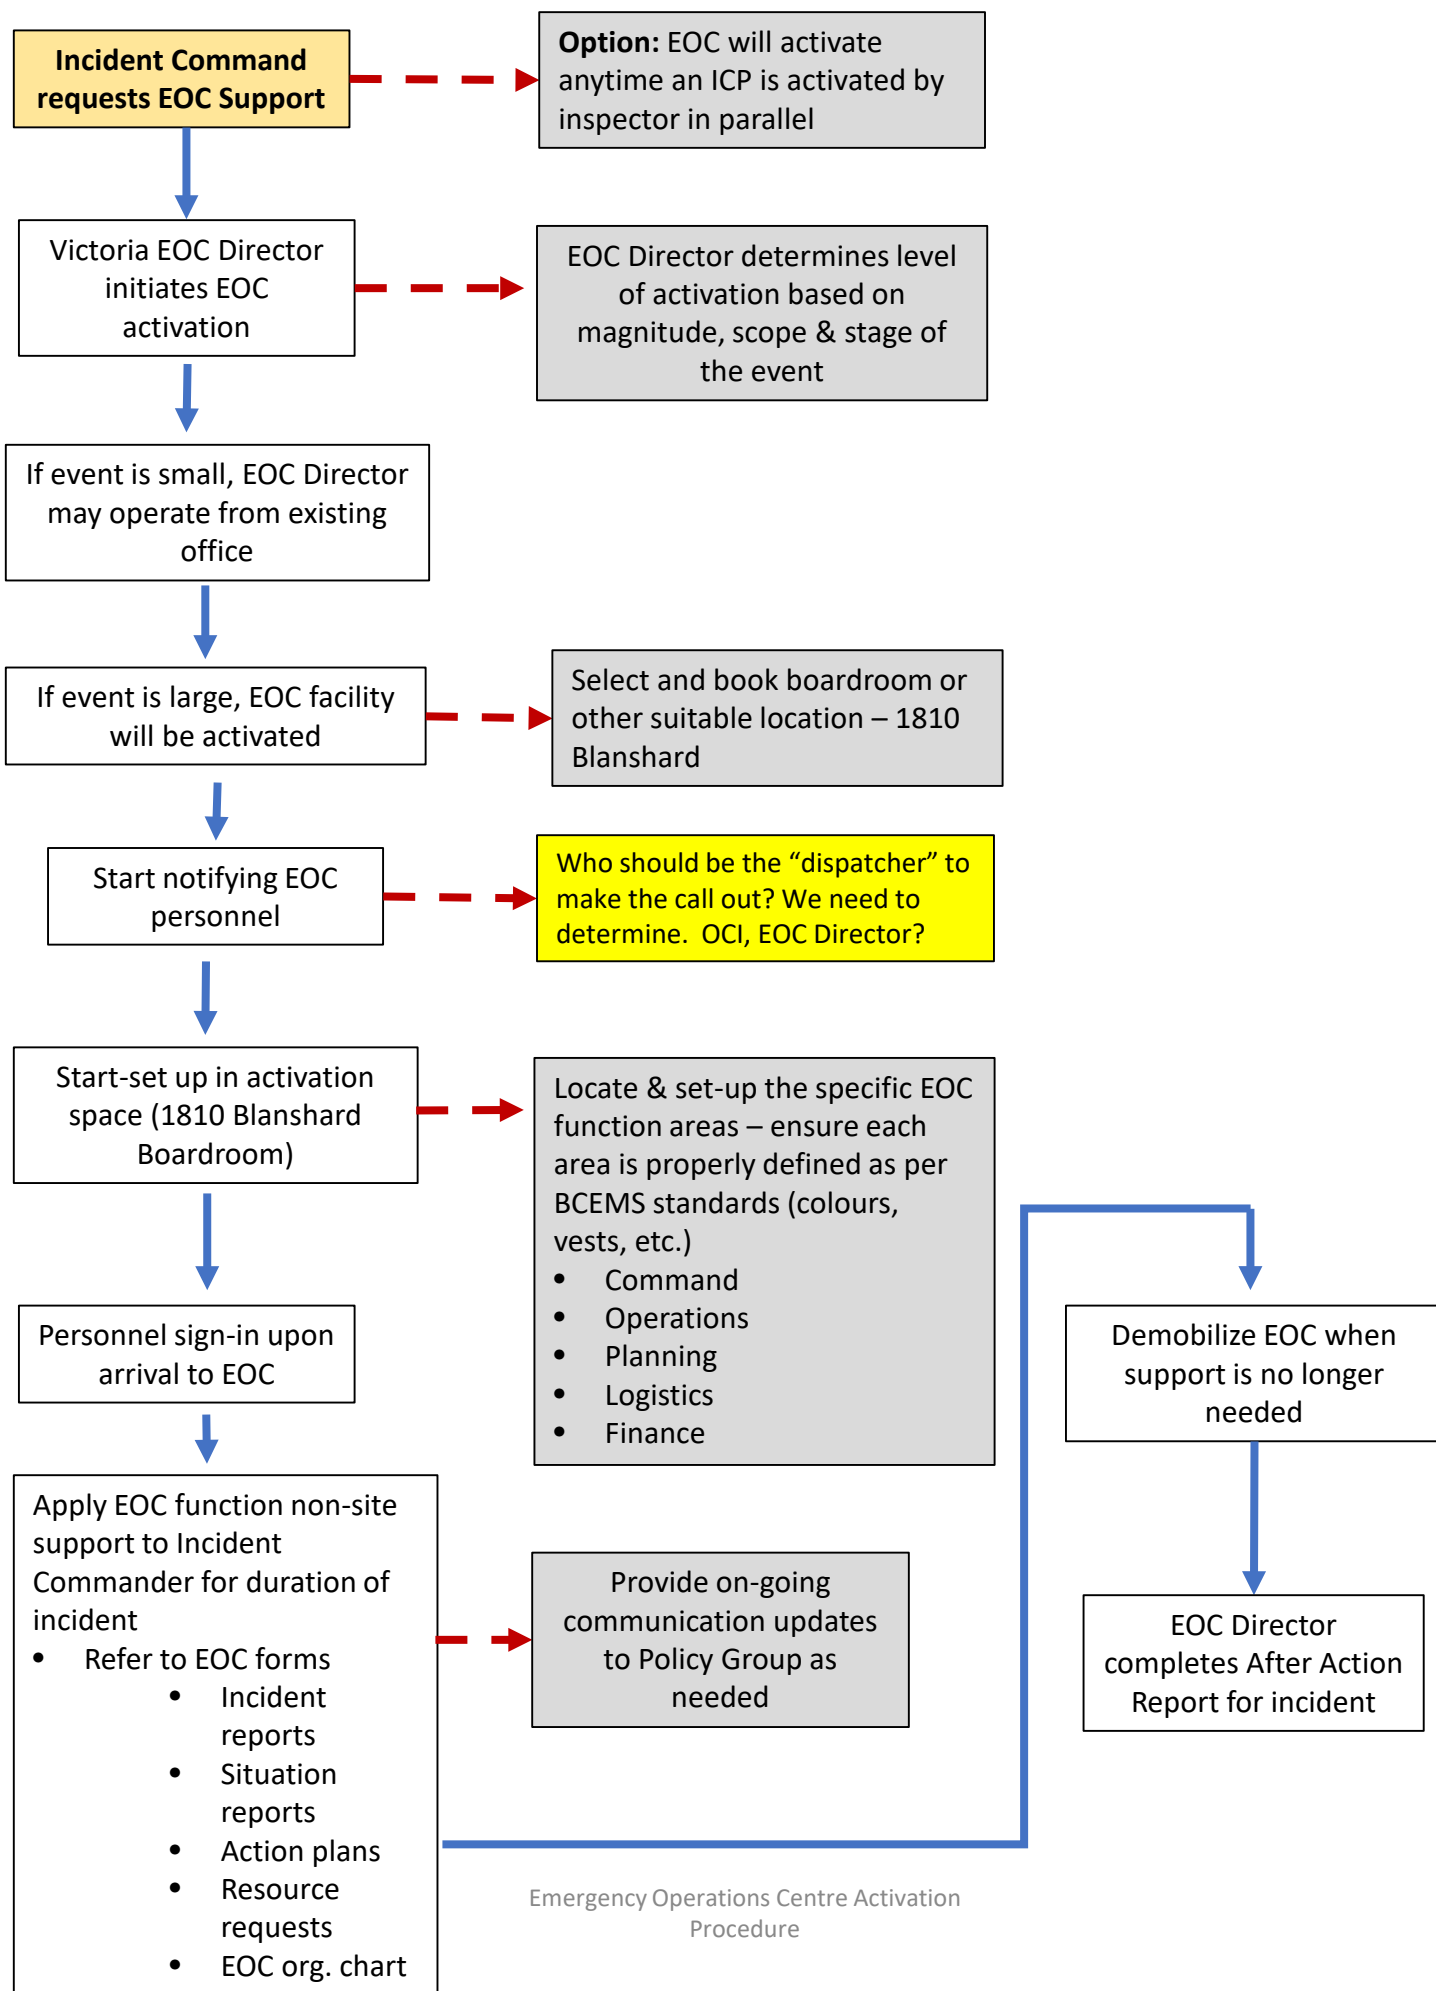 Incident Command
requests EOC Support
Option: EOC will activate
anytime an ICP is activated by
inspector in parallel
Victoria EOC Director
initiates EOC
activation
EOC Director determines level
of activation based on
magnitude, scope & stage of
the event
If event is small, EOC Director
may operate from existing
office
If event is large, EOC facility
will be activated
Select and book boardroom or
other suitable location – 1810
Blanshard
Start notifying EOC
personnel
Who should be the “dispatcher” to
make the call out? We need to
determine.  OCI, EOC Director?
Start-set up in activation
space (1810 Blanshard
Boardroom)
Locate & set-up the specific EOC
function areas – ensure each
area is properly defined as per
BCEMS standards (colours,
vests, etc.)
• Command
• Operations
• Planning
• Logistics
• Finance
Personnel sign-in upon
arrival to EOC
Apply EOC function non-site
support to Incident
Commander for duration of
incident
• Refer to EOC forms
• Incident
reports
• Situation
reports
• Action plans
• Resource
requests
• EOC org. chart
Provide on-going
communication updates
to Policy Group as
needed
Demobilize EOC when
support is no longer
needed
EOC Director
completes After Action
Report for incident
Emergency Operations Centre Activation
Procedure